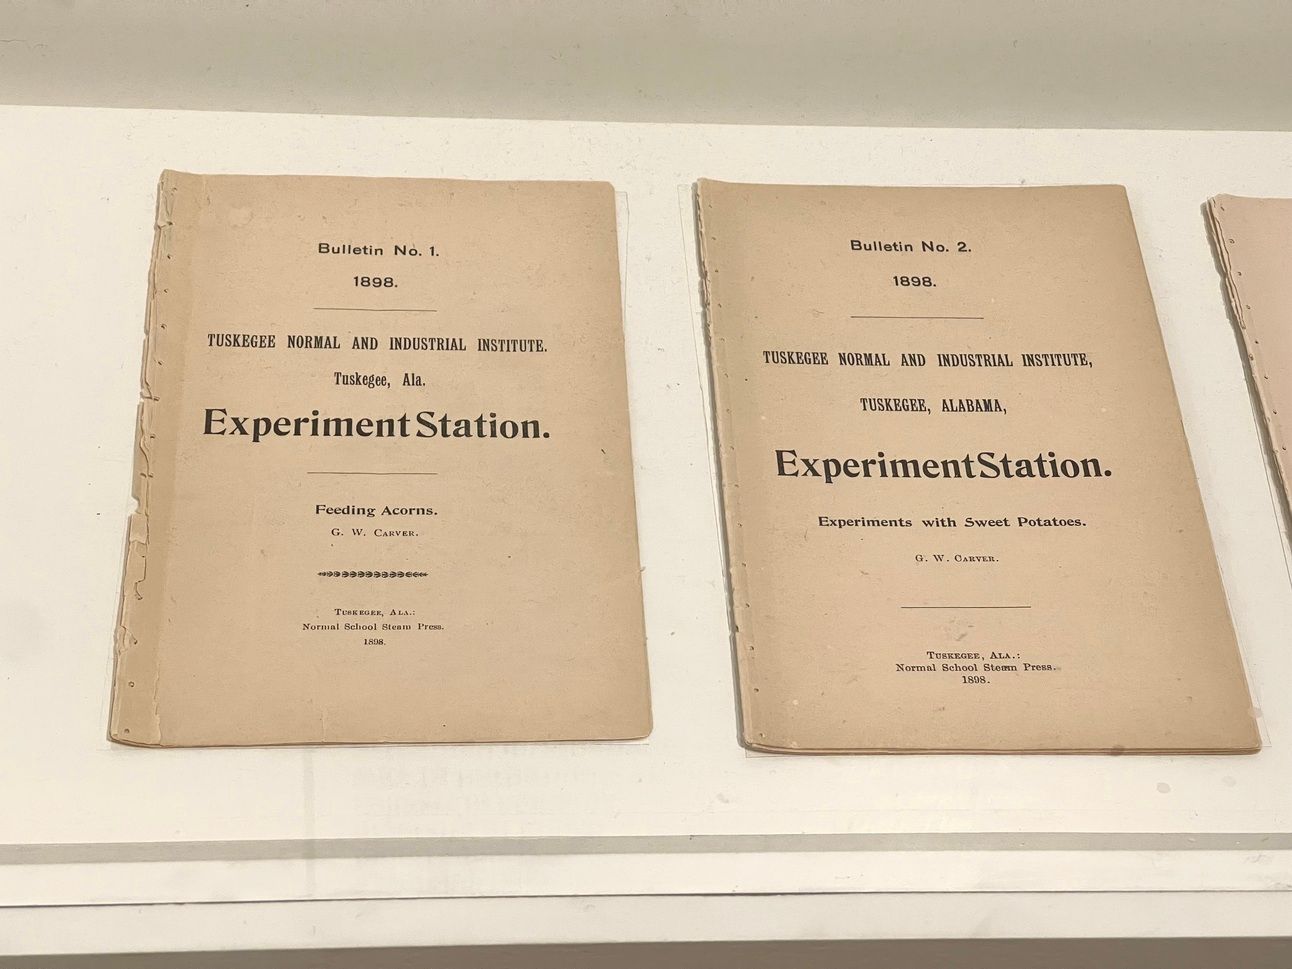 Bulletin No. 1.
1898.
TUSKEGEE NORMAL AND INDUSTRIAL INSTITUTE.
Tuskegee, Ala.
Experiment Station.
Feeding Acorns.
G. W. CARVER.
TUSKEGEE, ALA.:
Normal School Steam Press.
1898.
Bulletin No. 2.
1898.
TUSKEGEE NORMAL AND INDUSTRIAL INSTITUTE,
TUSKEGEE, ALABAMA,
Experiment Station.
Experiments with Sweet Potatoes.
G. W. CARVER.
TUSKEGEE, ALA.:
Normal School Steam Press.
1898.